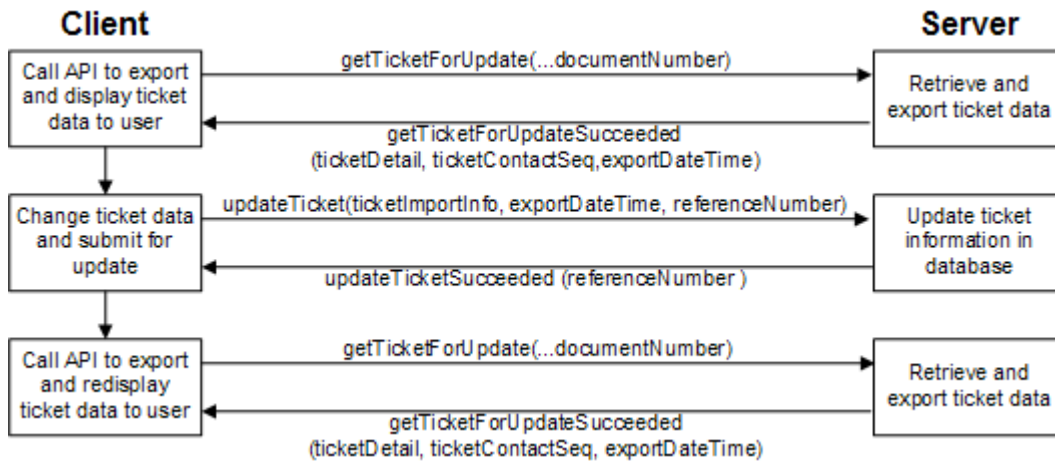 Client
Server
Call API to export
and display ticket
data to user
getTicketForUpdate(...documentNumber)
Retrieve and
export ticket data
getTicketForUpdateSucceeded
(ticketDetail, ticketContactSeq,exportDateTime)
Change ticket data
and submit for
update
updateTicket(ticketImportInfo, exportDateTime, referenceNumber)
Update ticket
information in
database
updateTicketSucceeded (referenceNumber )
Call API to export
and redisplay
ticket data to user
getTicketForUpdate(...documentNumber)
Retrieve and
export ticket data
getTicketForUpdateSucceeded
(ticketDetail, ticketContactSeq, exportDateTime)